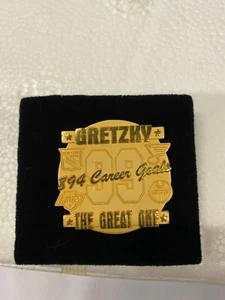 GRETZKY
99
894 Career Goals
THE GREAT ONE